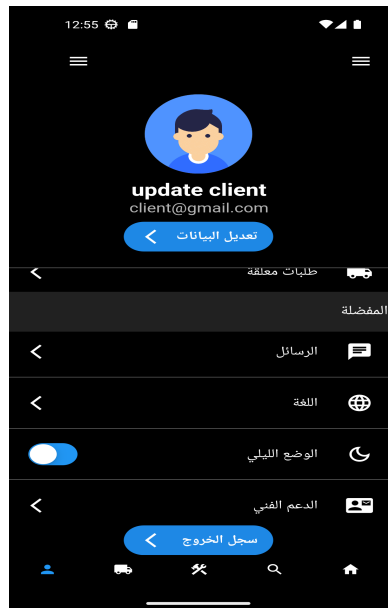 12:55
update client
client@gmail.com
تعديل البيانات
طلبات معلقة
المفضلة
الرسائل
اللغة
الوضع الليلي
الدعم الفني
سجل الخروج